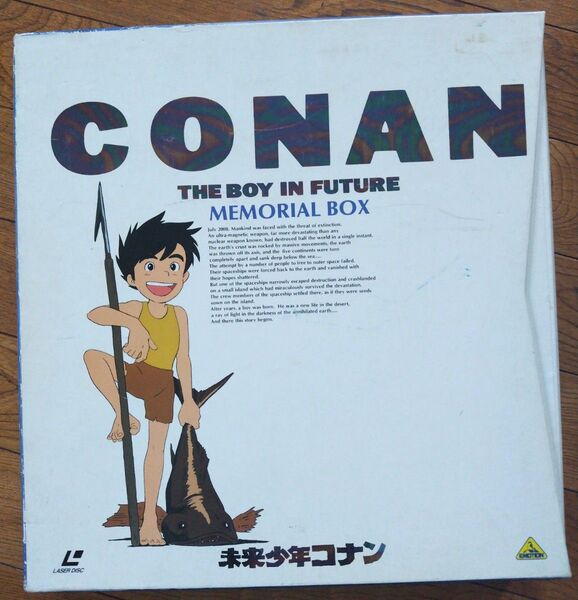 CONAN
THE BOY IN FUTURE
MEMORIAL BOX
July 2008, Mankind was faced with the threat of extinction.
An ultra-magnetic weapon, far more devastating than any
nuclear weapon known, had destroyed half the world in a single instant.
The earth's crust was rocked by massive movements, the earth
was thrown off its axis, and the five continents were torn
completely apart and sank deep below the sea....
The attempt by a number of people to free to outer space failed.
Their spaceships were forced back to the earth and vanished with
their hopes shattered.
But one of the spaceship narrowly escaped destruction and crashlanded
on a small island which had miraculously survived the devastation.
The crew members of the spaceship settled there, as if they were seeds
sown on the island.
After years, a boy was born. He was a new life in the desert,
a ray of light in the darkness of the annihilated earth....
And there this story begins.
未来少年コナン
LASER DISC
EMOTION